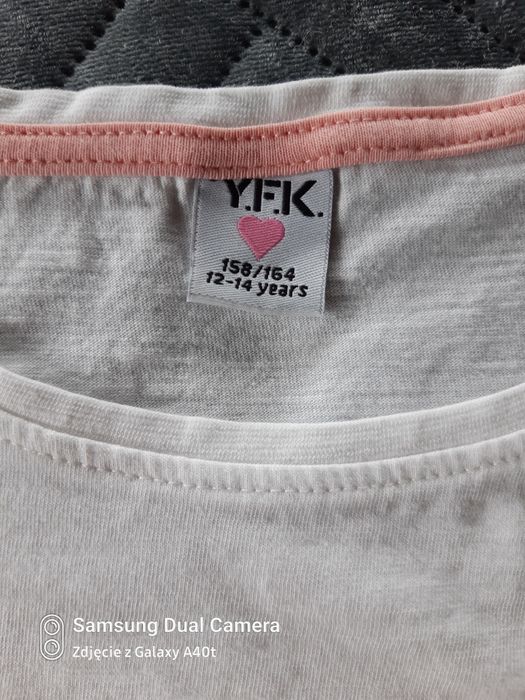 Y.F.K.
158/164
12-14 years
Samsung Dual Camera
Zdjęcie z Galaxy A40t